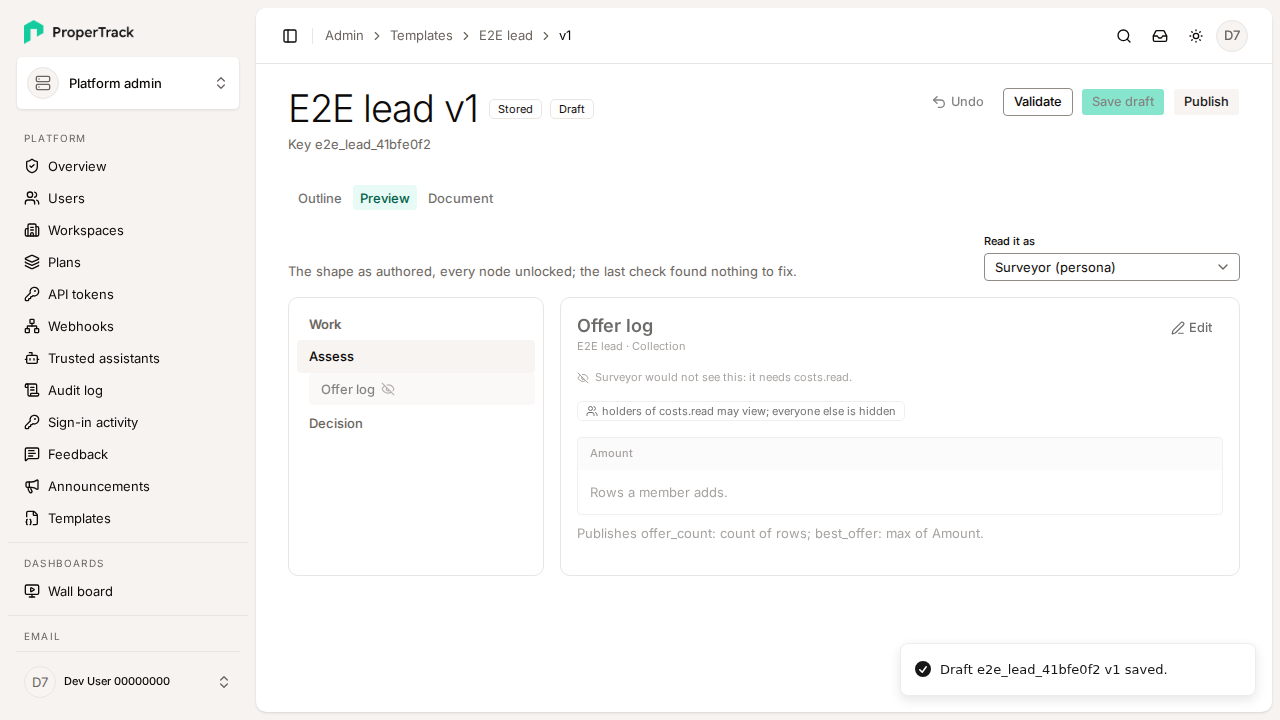 ProperTrack
Platform admin
PLATFORM
Overview
Users
Workspaces
Plans
API tokens
Webhooks
Trusted assistants
Audit log
Sign-in activity
Feedback
Announcements
Templates
DASHBOARDS
Wall board
EMAIL
D7 Dev User 00000000
Admin > Templates > E2E lead > v1
D7
E2E lead v1 Stored Draft
Undo Validate Save draft Publish
Key e2e_lead_41bfe0f2
Outline Preview Document
Read it as
The shape as authored, every node unlocked; the last check found nothing to fix.
Surveyor (persona)
Work
Assess
Offer log
Decision
Offer log
Edit
E2E lead · Collection
Surveyor would not see this: it needs costs.read.
holders of costs.read may view; everyone else is hidden
Amount
Rows a member adds.
Publishes offer_count: count of rows; best_offer: max of Amount.
Draft e2e_lead_41bfe0f2 v1 saved.